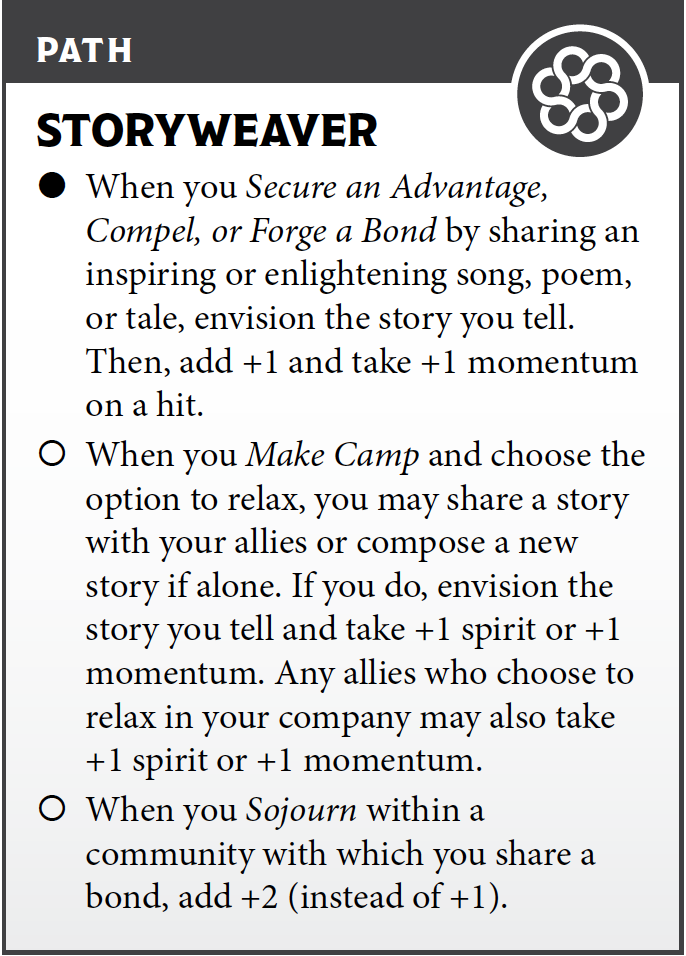 PATH
STORYWEAVER
When you Secure an Advantage,
Compel, or Forge a Bond by sharing an
inspiring or enlightening song, poem,
or tale, envision the story you tell.
Then, add +1 and take +1 momentum
on a hit.
When you Make Camp and choose the
option to relax, you may share a story
with your allies or compose a new
story if alone. If you do, envision the
story you tell and take +1 spirit or +1
momentum. Any allies who choose to
relax in your company may also take
+1 spirit or +1 momentum.
When you Sojourn within a
community with which you share a
bond, add +2 (instead of +1).